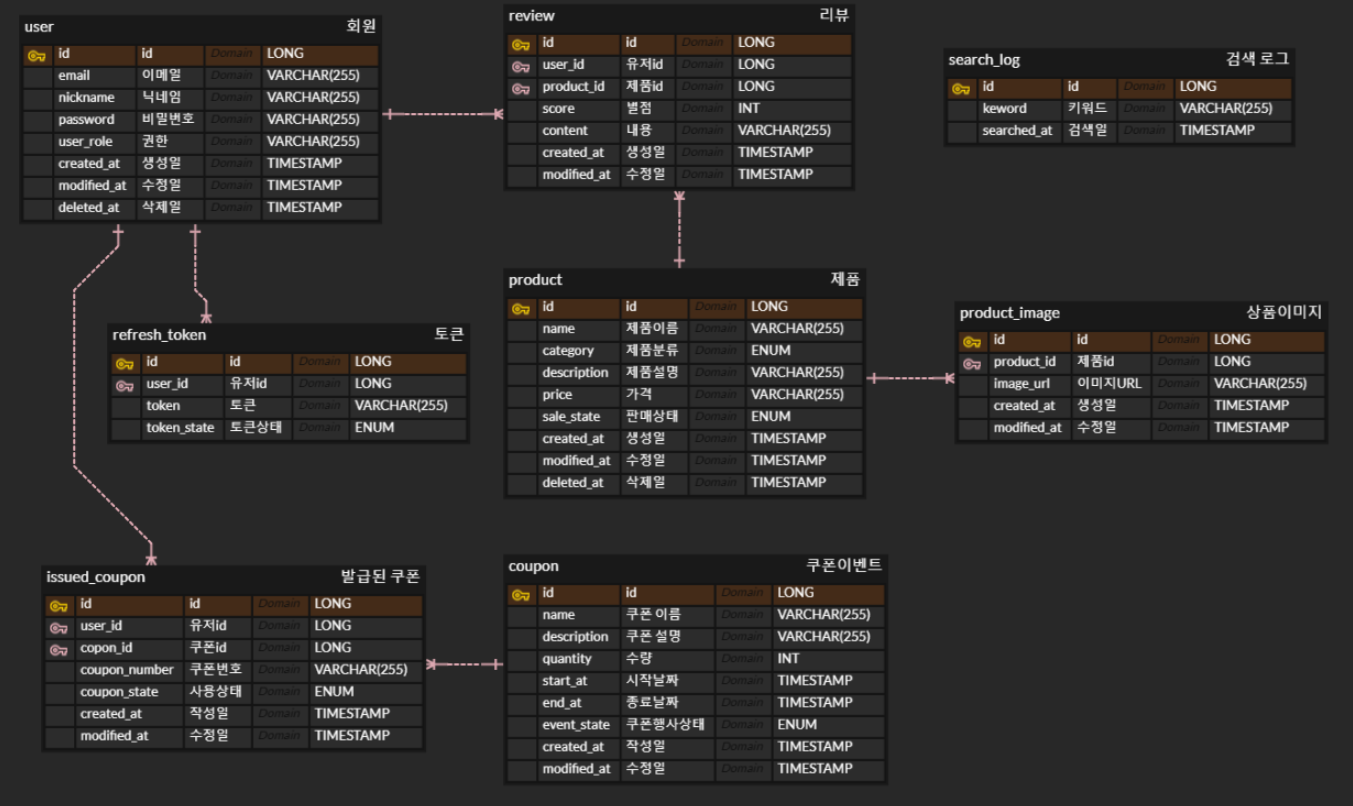 user 회원
id id Domain LONG
email 이메일 Domain VARCHAR(255)
nickname 닉네임 Domain VARCHAR(255)
password 비밀번호 Domain VARCHAR(255)
user_role 권한 Domain VARCHAR(255)
created_at 생성일 Domain TIMESTAMP
modified_at 수정일 Domain TIMESTAMP
deleted_at 삭제일 Domain TIMESTAMP
review 리뷰
id id Domain LONG
user_id 유저id Domain LONG
product_id 제품id Domain LONG
score 별점 Domain INT
content 내용 Domain VARCHAR(255)
created_at 생성일 Domain TIMESTAMP
modified_at 수정일 Domain TIMESTAMP
search_log 검색 로그
id id Domain LONG
keword 키워드 Domain VARCHAR(255)
searched_at 검색일 Domain TIMESTAMP
refresh_token 토큰
id id Domain LONG
user_id 유저id Domain LONG
token 토큰 Domain VARCHAR(255)
token_state 토큰상태 Domain ENUM
product 제품
id id Domain LONG
name 제품이름 Domain VARCHAR(255)
category 제품분류 Domain ENUM
description 제품설명 Domain VARCHAR(255)
price 가격 Domain VARCHAR(255)
sale_state 판매상태 Domain ENUM
created_at 생성일 Domain TIMESTAMP
modified_at 수정일 Domain TIMESTAMP
deleted_at 삭제일 Domain TIMESTAMP
product_image 상품이미지
id id Domain LONG
product_id 제품id Domain LONG
image_url 이미지URL Domain VARCHAR(255)
created_at 생성일 Domain TIMESTAMP
modified_at 수정일 Domain TIMESTAMP
issued_coupon 발급된 쿠폰
id id Domain LONG
user_id 유저id Domain LONG
copon_id 쿠폰id Domain LONG
coupon_number 쿠폰번호 Domain VARCHAR(255)
coupon_state 사용상태 Domain ENUM
created_at 작성일 Domain TIMESTAMP
modified_at 수정일 Domain TIMESTAMP
coupon 쿠폰이벤트
id id Domain LONG
name 쿠폰 이름 Domain VARCHAR(255)
description 쿠폰 설명 Domain VARCHAR(255)
quantity 수량 Domain INT
start_at 시작날짜 Domain TIMESTAMP
end_at 종료날짜 Domain TIMESTAMP
event_state 쿠폰행사상태 Domain ENUM
created_at 작성일 Domain TIMESTAMP
modified_at 수정일 Domain TIMESTAMP